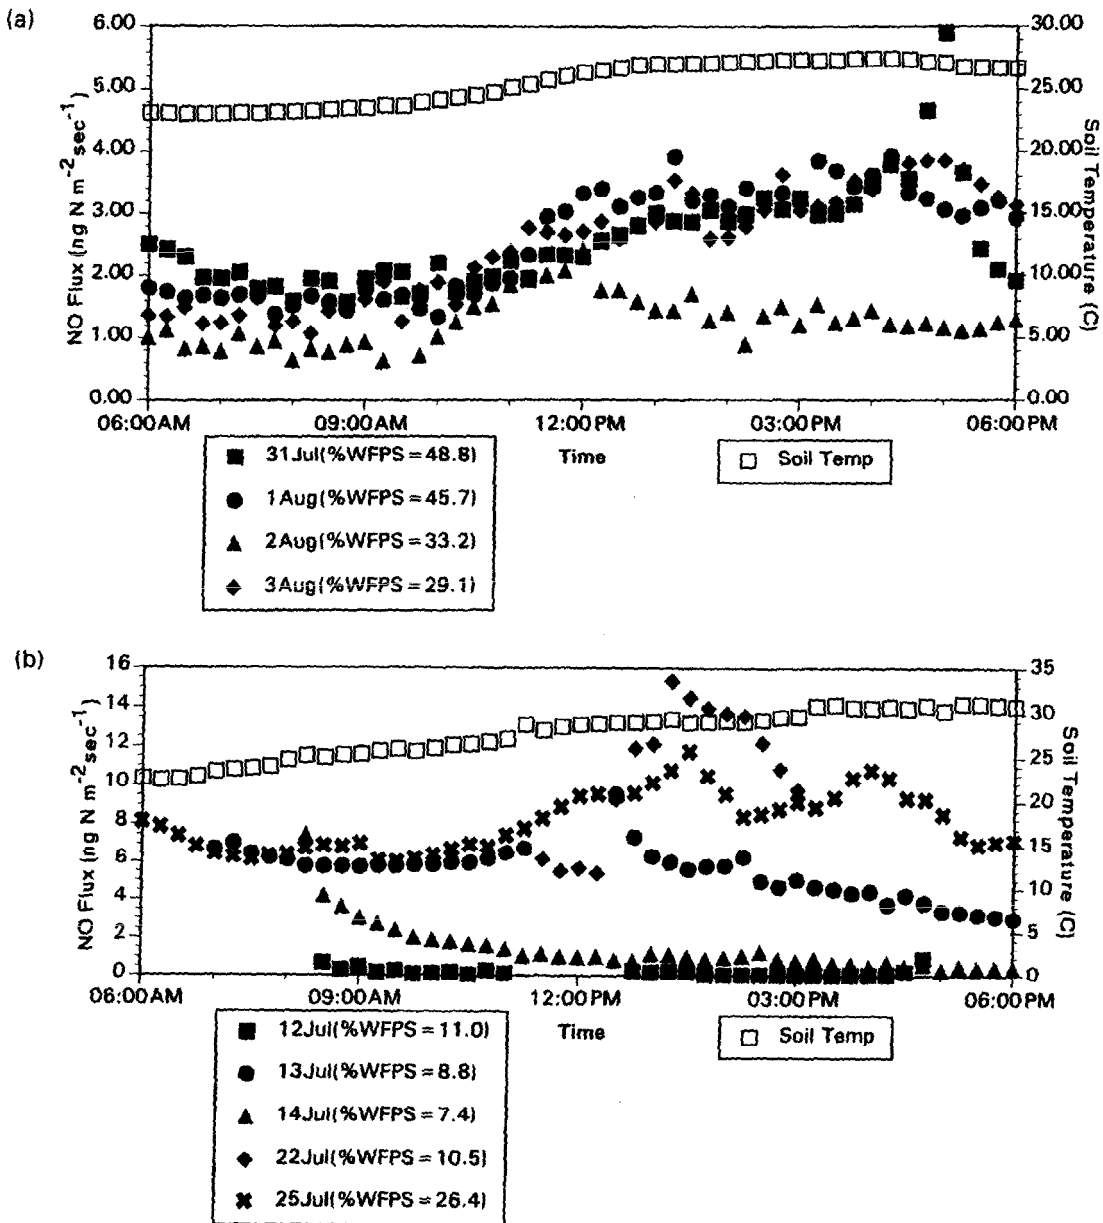 (a)
6.00
5.00
4.00
3.00
2.00
1.00
0.00
NO Flux (ng N m-2 sec-1)
30.00
25.00
20.00
15.00
10.00
5.00
0.00
Soil Temperature (C)
06:00AM 09:00AM 12:00PM 03:00PM 06:00PM
Time
31Jul(%WFPS=48.8)
1Aug(%WFPS=45.7)
2Aug(%WFPS=33.2)
3Aug(%WFPS=29.1)
Soil Temp
(b)
16
14
12
10
8
6
4
2
0
NO Flux (ng N m-2 sec-1)
35
30
25
20
15
10
5
0
Soil Temperature (C)
06:00AM 09:00AM 12:00PM 03:00PM 06:00PM
Time
12Jul(%WFPS=11.0)
13Jul(%WFPS=8.8)
14Jul(%WFPS=7.4)
22Jul(%WFPS=10.5)
25Jul(%WFPS=26.4)
Soil Temp